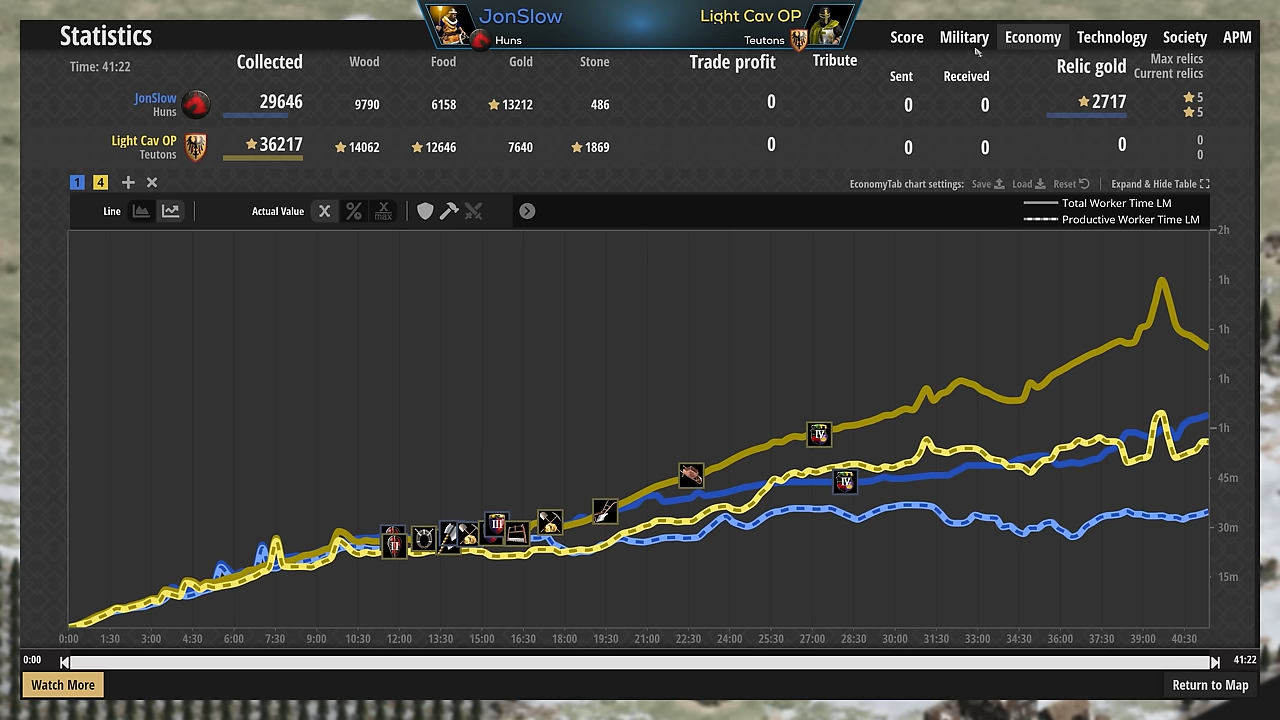 JonSlow
Huns
Light Cav OP
Teutons
Statistics
Score Military Economy Technology Society APM
Time: 41:22
Collected Wood Food Gold Stone Trade profit Tribute Sent Received Relic gold Max relics
Current relics
JonSlow
Huns
29646 9790 6158 13212 486 0 0 0 2717 5
5
Light Cav OP
Teutons
36217 14062 12646 7640 1869 0 0 0 0 0
0
1 4
EconomyTab chart settings: Save Load Reset Expand & Hide Table
Line Actual Value X % X
max
Total Worker Time LM
Productive Worker Time LM
2h
1h
1h
1h
1h
45m
30m
15m
II III IV IV
0:00 1:30 3:00 4:30 6:00 7:30 9:00 10:30 12:00 13:30 15:00 16:30 18:00 19:30 21:00 22:30 24:00 25:30 27:00 28:30 30:00 31:30 33:00 34:30 36:00 37:30 39:00 40:30
0:00 41:22
Watch More Return to Map